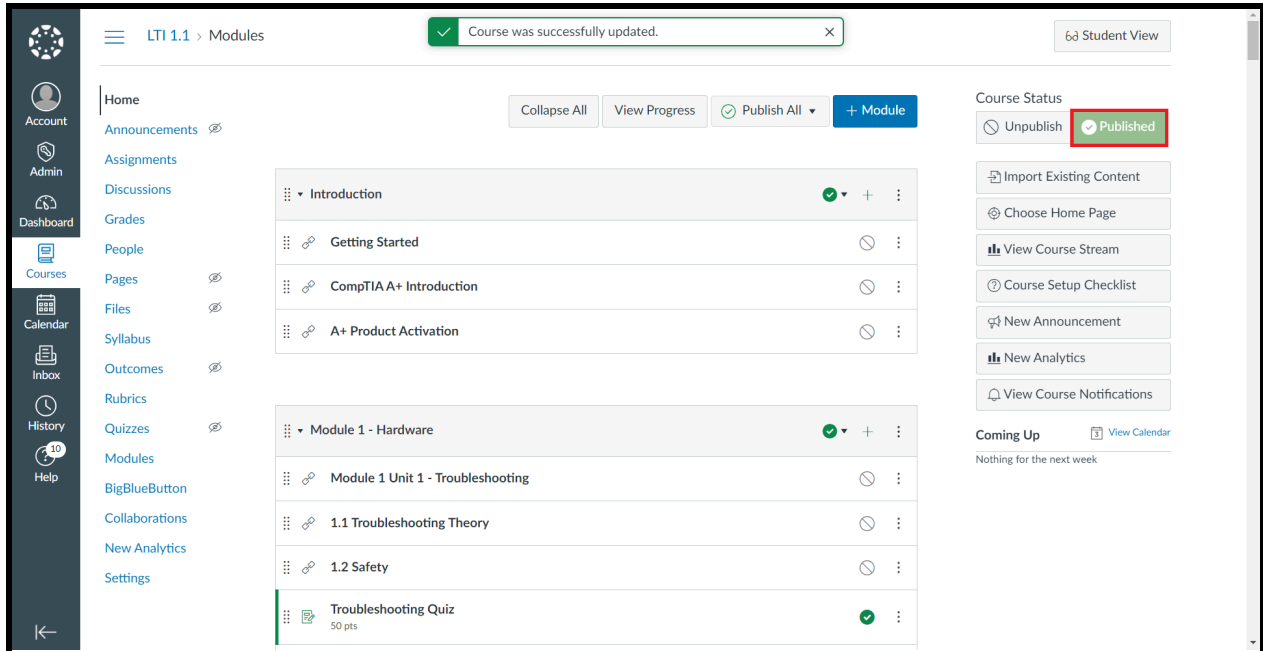 LTI 1.1 > Modules
Course was successfully updated.
Student View
Account
Admin
Dashboard
Courses
Calendar
Inbox
History
10
Help
Home
Announcements
Assignments
Discussions
Grades
People
Pages
Files
Syllabus
Outcomes
Rubrics
Quizzes
Modules
BigBlueButton
Collaborations
New Analytics
Settings
Collapse All
View Progress
Publish All
+ Module
Introduction
Getting Started
CompTIA A+ Introduction
A+ Product Activation
Module 1 - Hardware
Module 1 Unit 1 - Troubleshooting
1.1 Troubleshooting Theory
1.2 Safety
Troubleshooting Quiz
50 pts
Course Status
Unpublish
Published
Import Existing Content
Choose Home Page
View Course Stream
Course Setup Checklist
New Announcement
New Analytics
View Course Notifications
Coming Up
3 View Calendar
Nothing for the next week